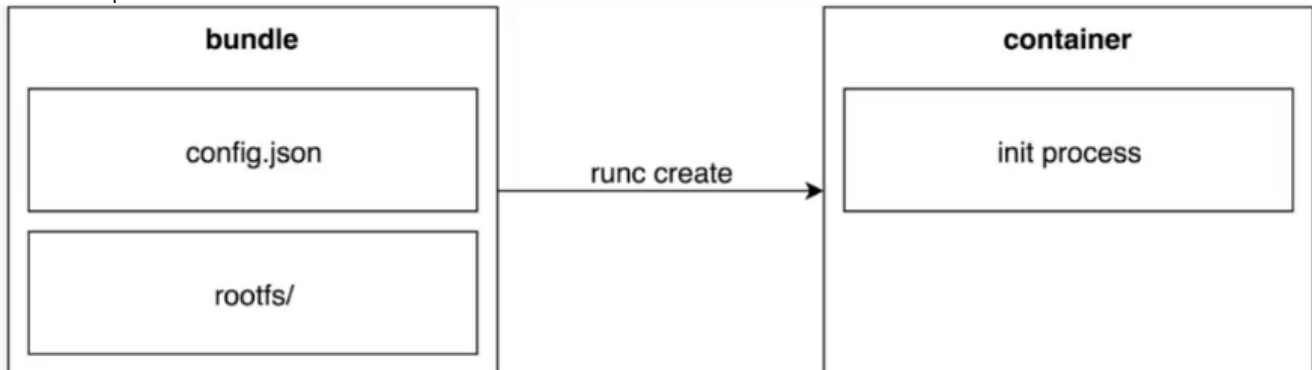 bundle
config.json
rootfs/
runc create
container
init process